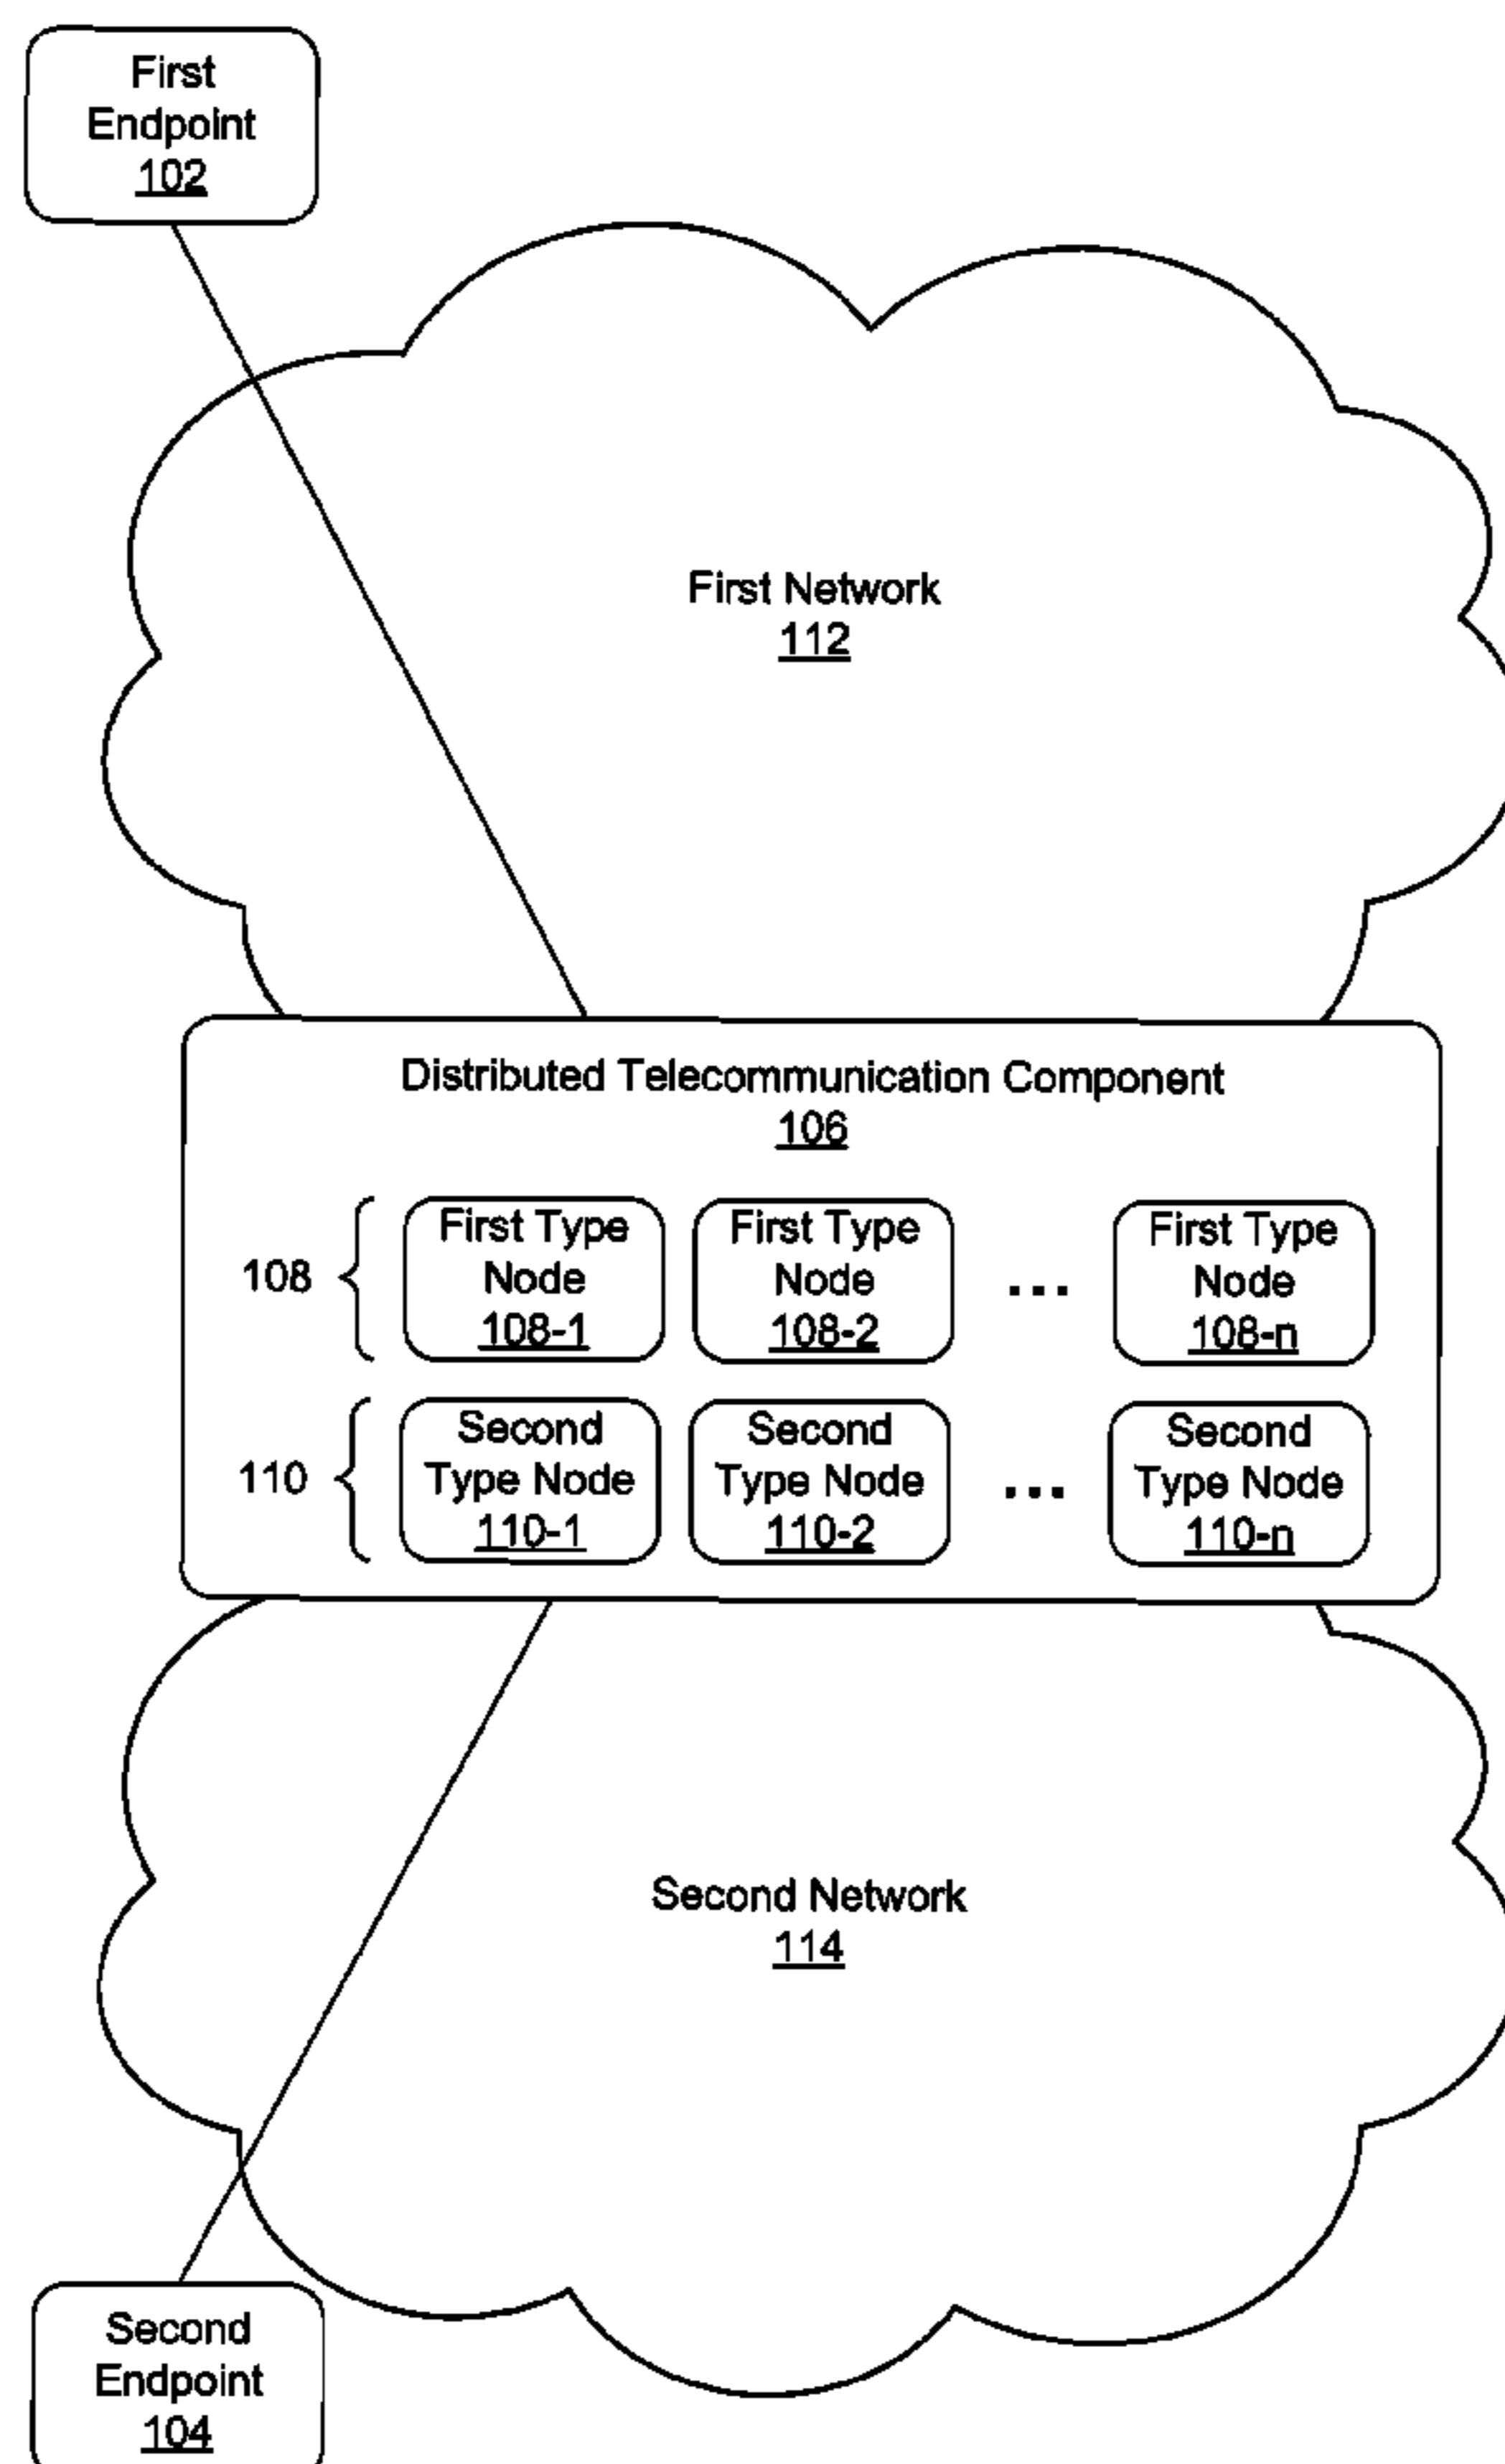 First
Endpoint
102
First Network
112
Distributed Telecommunication Component
106
108
First Type
Node
108-1
First Type
Node
108-2
...
First Type
Node
108-n
110
Second
Type Node
110-1
Second
Type Node
110-2
...
Second
Type Node
110-n
Second Network
114
Second
Endpoint
104